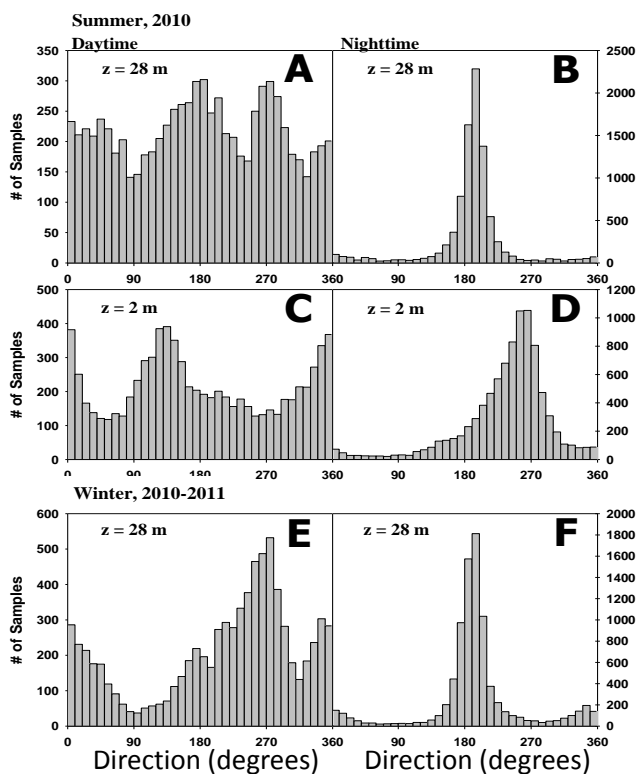 Summer, 2010
Daytime
Nighttime
z = 28 m
A
z = 28 m
B
# of Samples
350
300
250
200
150
100
50
0
2500
2000
1500
1000
500
0
0 90 180 270 360
90 180 270 360
z = 2 m
C
z = 2 m
D
# of Samples
500
400
300
200
100
0
1200
1000
800
600
400
200
0
0 90 180 270 360
90 180 270 360
Winter, 2010-2011
z = 28 m
E
z = 28 m
F
# of Samples
600
500
400
300
200
100
0
2000
1800
1600
1400
1200
1000
800
600
400
200
0
0 90 180 270 360
90 180 270 360
Direction (degrees)
Direction (degrees)